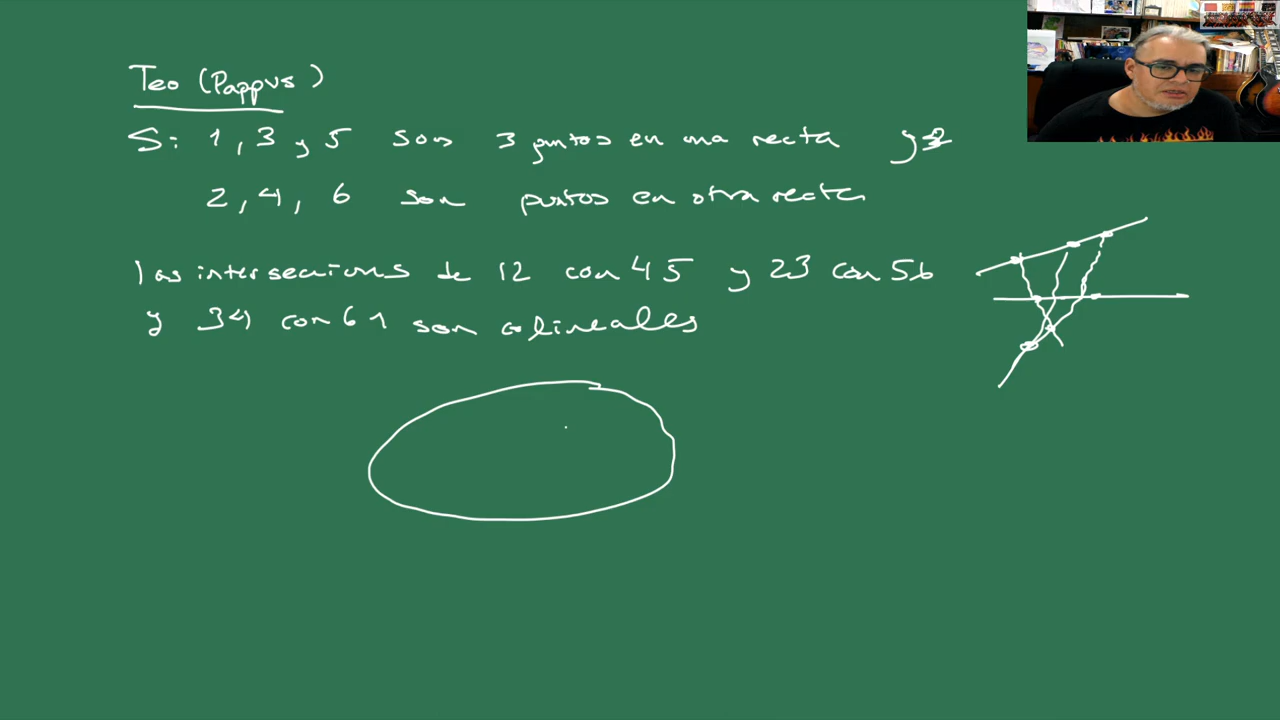 Teo (Pappus)
Si 1, 3 y 5 son 3 puntos en una recta y
2, 4, 6 son puntos en otra recta
las intersecciones de 12 con 45 y 23 con 56
y 34 con 61 son colineales